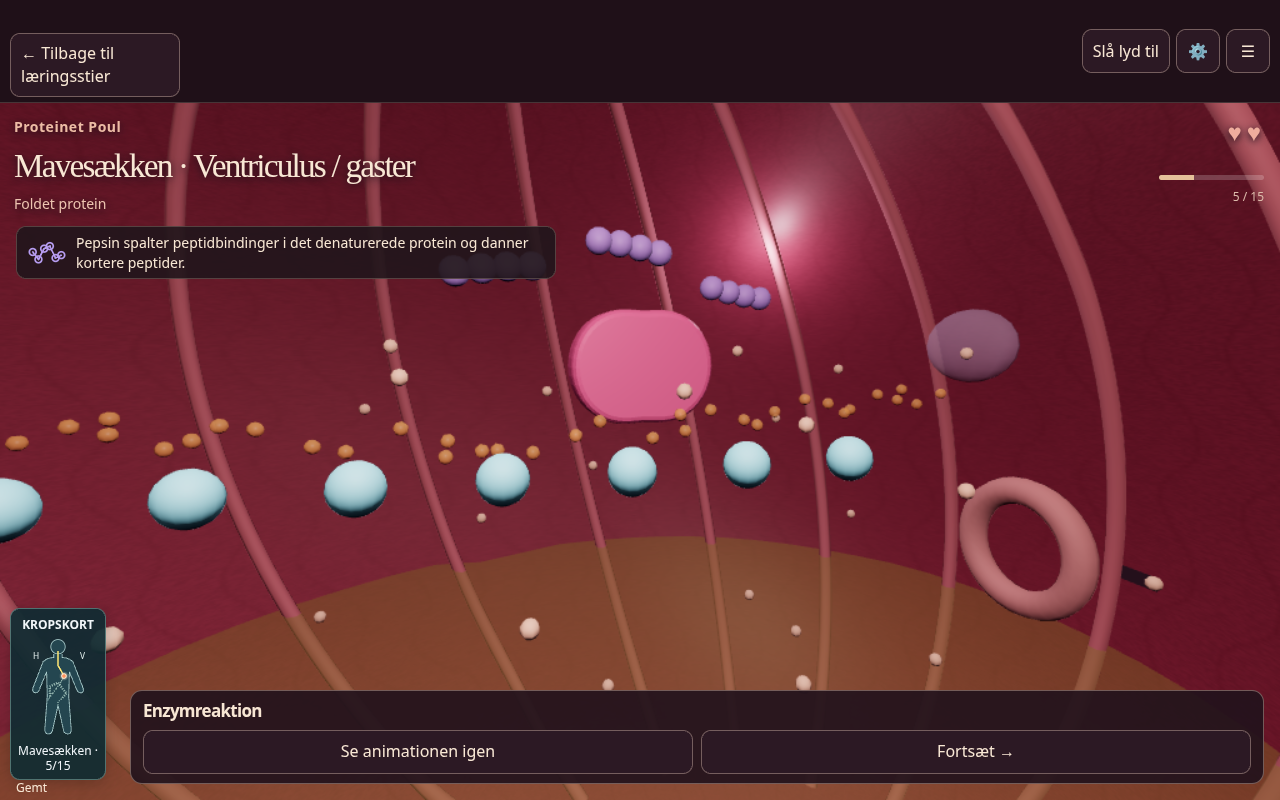 ← Tilbage til
læringsstier
Slå lyd til
Proteinet Poul
Mavesækken · Ventriculus / gaster
Foldet protein
5 / 15
Pepsin spalter peptidbindinger i det denaturerede protein og danner
kortere peptider.
KROPSKORT
H V
Mavesækken ·
5/15
Gemt
Enzymreaktion
Se animationen igen
Fortsæt →